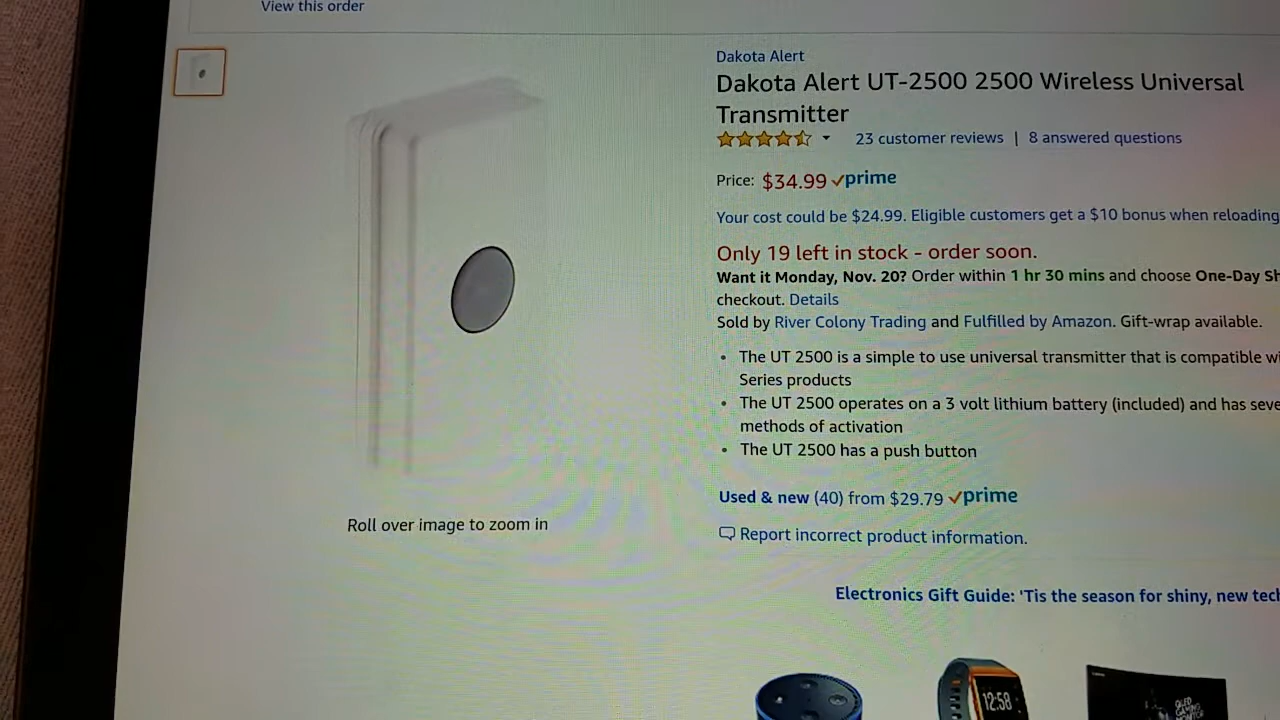 View this order
Dakota Alert
Dakota Alert UT-2500 2500 Wireless Universal
Transmitter
23 customer reviews | 8 answered questions
Price: $34.99 prime
Your cost could be $24.99. Eligible customers get a $10 bonus when reloading
Only 19 left in stock - order soon.
Want it Monday, Nov. 20? Order within 1 hr 30 mins and choose One-Day Sh
checkout. Details
Sold by River Colony Trading and Fulfilled by Amazon. Gift-wrap available.
• The UT 2500 is a simple to use universal transmitter that is compatible wi
Series products
• The UT 2500 operates on a 3 volt lithium battery (included) and has seve
methods of activation
• The UT 2500 has a push button
Used & new (40) from $29.79 prime
Roll over image to zoom in
Report incorrect product information.
Electronics Gift Guide: 'Tis the season for shiny, new tech
12:58
QLED
GAMING